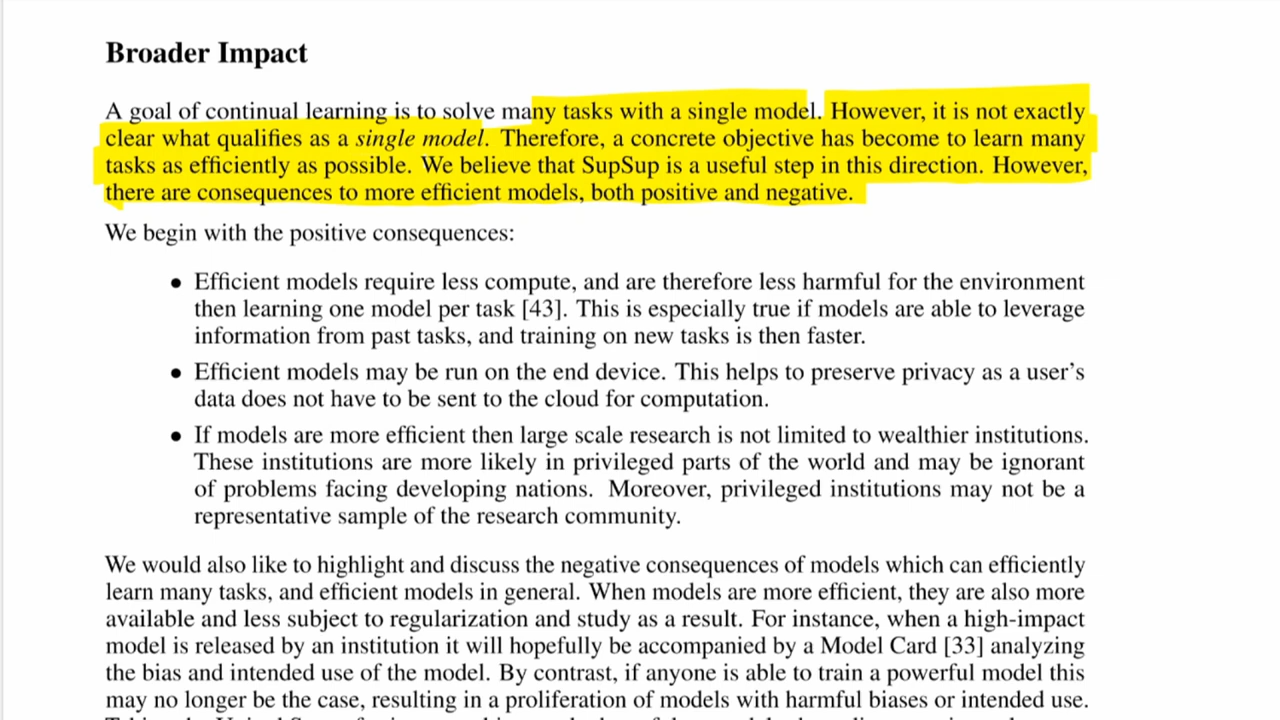 Broader Impact
A goal of continual learning is to solve many tasks with a single model. However, it is not exactly
clear what qualifies as a single model. Therefore, a concrete objective has become to learn many
tasks as efficiently as possible. We believe that SupSup is a useful step in this direction. However,
there are consequences to more efficient models, both positive and negative.
We begin with the positive consequences:
• Efficient models require less compute, and are therefore less harmful for the environment
then learning one model per task [43]. This is especially true if models are able to leverage
information from past tasks, and training on new tasks is then faster.
• Efficient models may be run on the end device. This helps to preserve privacy as a user's
data does not have to be sent to the cloud for computation.
• If models are more efficient then large scale research is not limited to wealthier institutions.
These institutions are more likely in privileged parts of the world and may be ignorant
of problems facing developing nations. Moreover, privileged institutions may not be a
representative sample of the research community.
We would also like to highlight and discuss the negative consequences of models which can efficiently
learn many tasks, and efficient models in general. When models are more efficient, they are also more
available and less subject to regularization and study as a result. For instance, when a high-impact
model is released by an institution it will hopefully be accompanied by a Model Card [33] analyzing
the bias and intended use of the model. By contrast, if anyone is able to train a powerful model this
may no longer be the case, resulting in a proliferation of models with harmful biases or intended use.